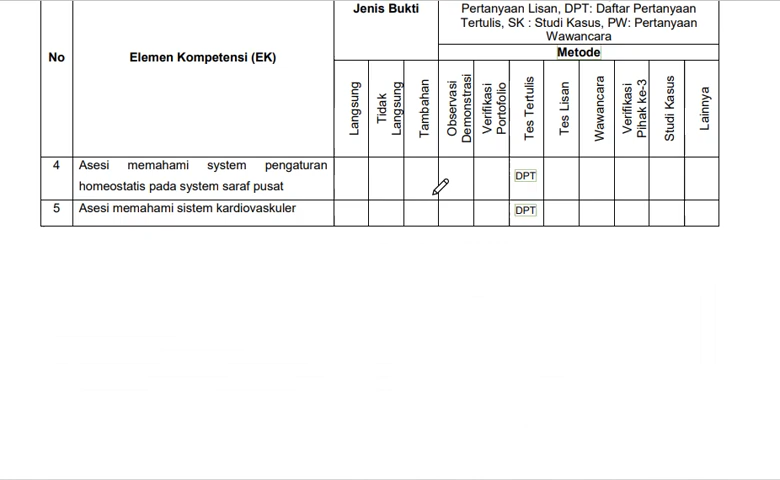 Jenis Bukti
Pertanyaan Lisan, DPT: Daftar Pertanyaan
Tertulis, SK : Studi Kasus, PW: Pertanyaan
Wawancara
No
Elemen Kompetensi (EK)
Metode
Langsung
Tidak
Langsung
Tambahan
Observasi
Demonstrasi
Verifikasi
Portofolio
Tes Tertulis
Tes Lisan
Wawancara
Verifikasi
Pihak ke-3
Studi Kasus
Lainnya
4 Asesi memahami system pengaturan
homeostatis pada system saraf pusat
DPT
5 Asesi memahami sistem kardiovaskuler
DPT